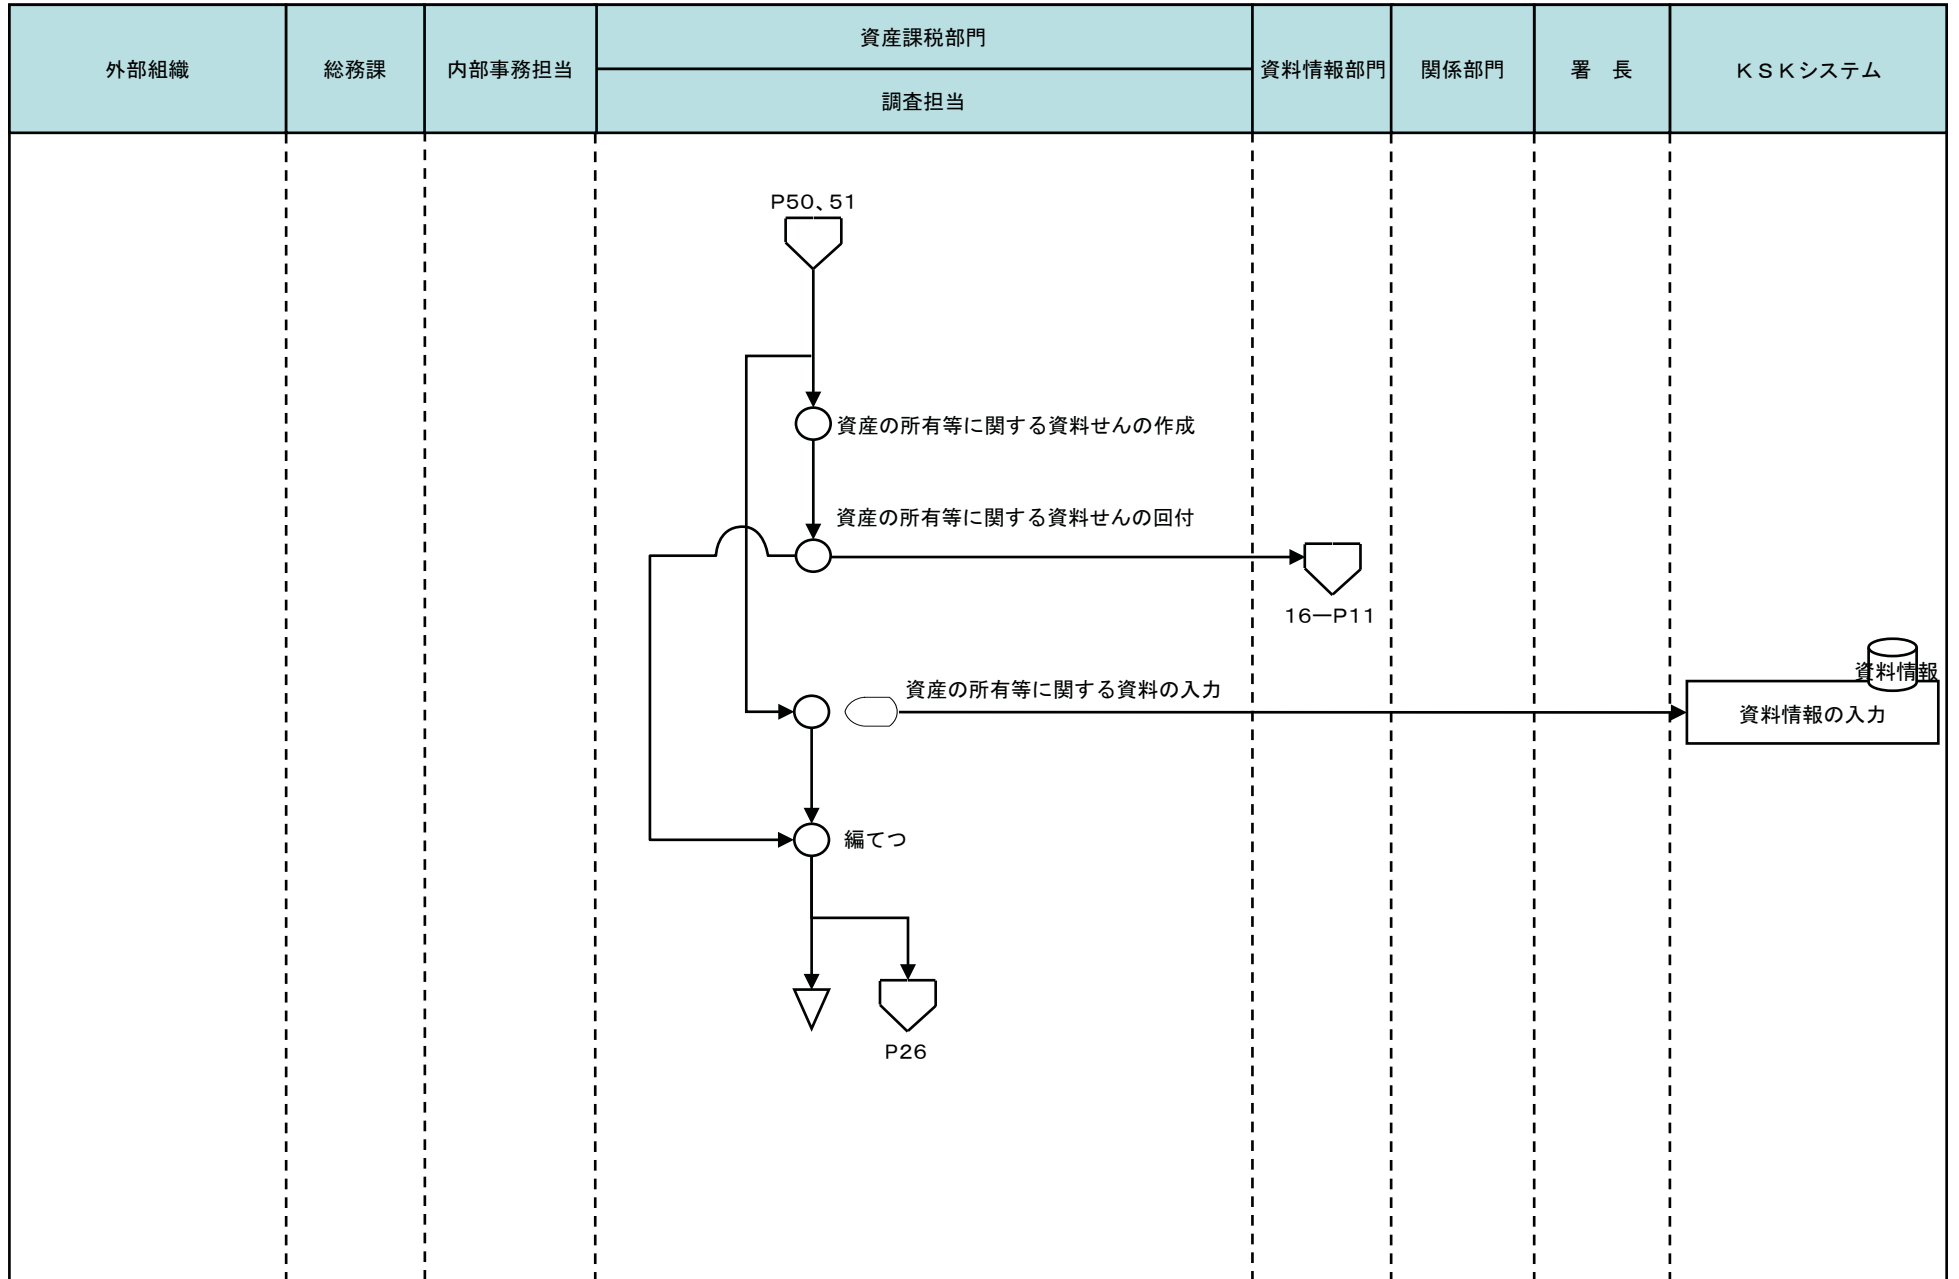 外部組織
総務課
内部事務担当
資産課税部門
調査担当
資料情報部門
関係部門
署　長
ＫＳＫシステム
P50、51
資産の所有等に関する資料せんの作成
資産の所有等に関する資料せんの回付
16―P11
資料情報
資産の所有等に関する資料の入力
資料情報の入力
編てつ
P26